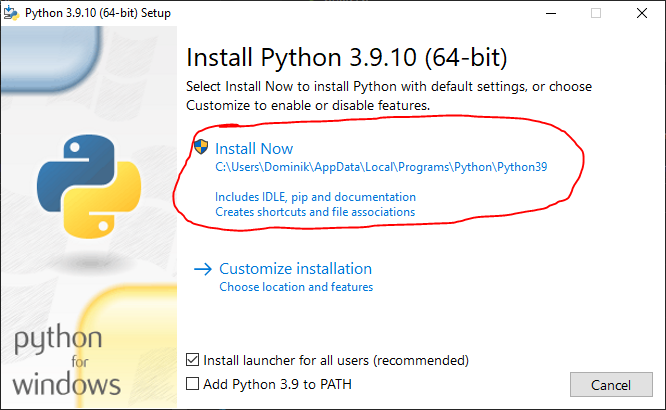 Python 3.9.10 (64-bit) Setup
Install Python 3.9.10 (64-bit)
Select Install Now to install Python with default settings, or choose
Customize to enable or disable features.
Install Now
C:\Users\Dominik\AppData\Local\Programs\Python\Python39
Includes IDLE, pip and documentation
Creates shortcuts and file associations
Customize installation
Choose location and features
python
for
windows
Install launcher for all users (recommended)
Add Python 3.9 to PATH
Cancel